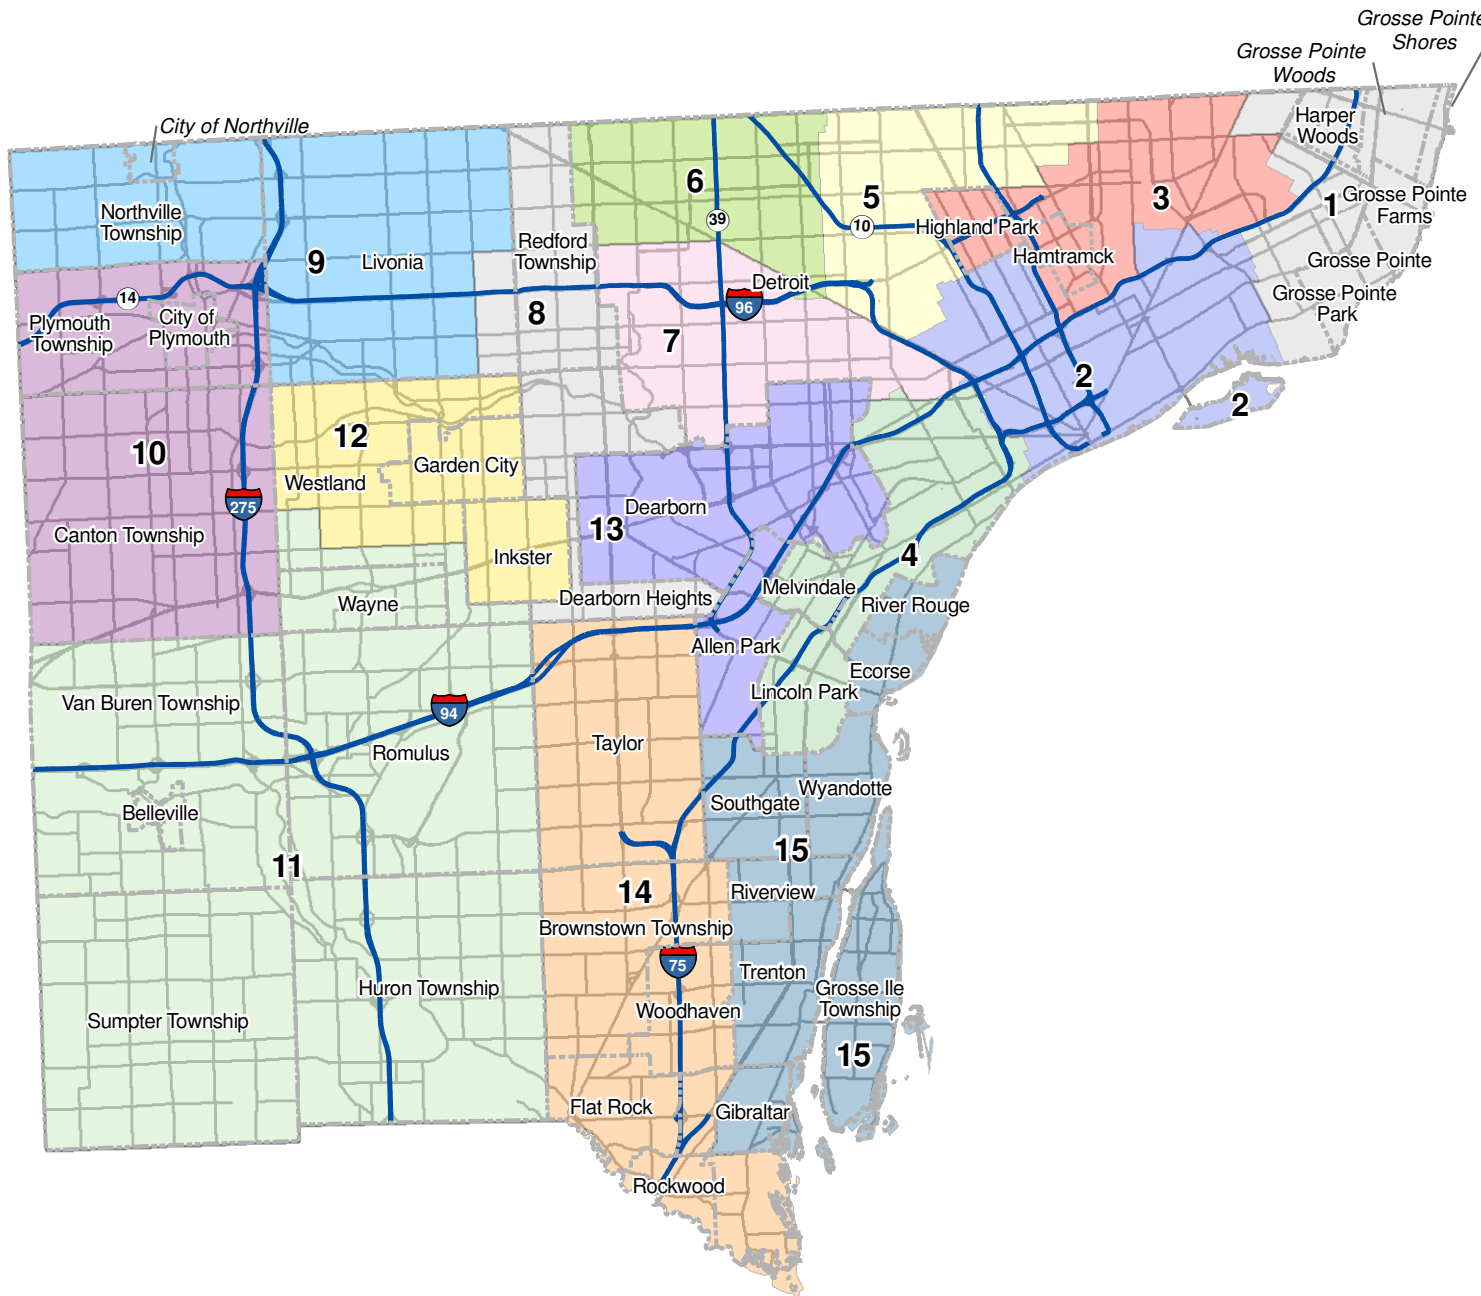 Grosse Pointe
Shores
Grosse Pointe
Woods
City of Northville
Harper
Woods
6
39
5
10
3
1
Grosse Pointe
Farms
Northville
Township
Highland Park
Hamtramck
Redford
Township
9
Livonia
Grosse Pointe
Detroit
96
Grosse Pointe
Park
14
Plymouth
Township
City of
Plymouth
8
7
2
2
12
10
Garden City
Westland
275
Canton Township
13
Dearborn
4
Inkster
Melvindale
Wayne
Dearborn Heights
River Rouge
Allen Park
Ecorse
Lincoln Park
Van Buren Township
94
Romulus
Taylor
Wyandotte
Southgate
Belleville
15
11
14
Riverview
Brownstown Township
75
Trenton
Huron Township
Grosse Ile
Township
Woodhaven
Sumpter Township
15
Flat Rock
Gibraltar
Rockwood